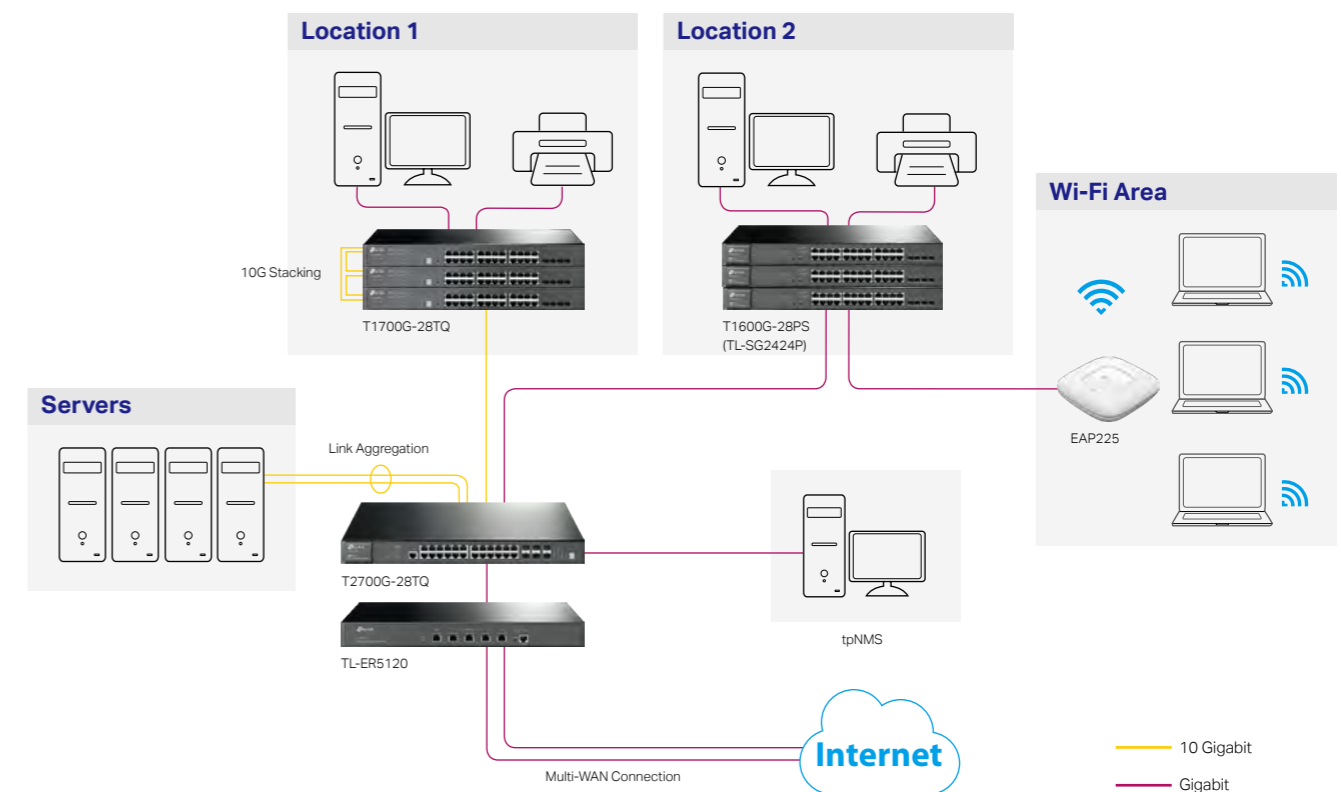 Location 1
Location 2
Wi-Fi Area
10G Stacking
T1700G-28TQ
T1600G-28PS
(TL-SG2424P)
Servers
EAP225
Link Aggregation
T2700G-28TQ
tpNMS
TL-ER5120
Internet
10 Gigabit
Multi-WAN Connection
Gigabit